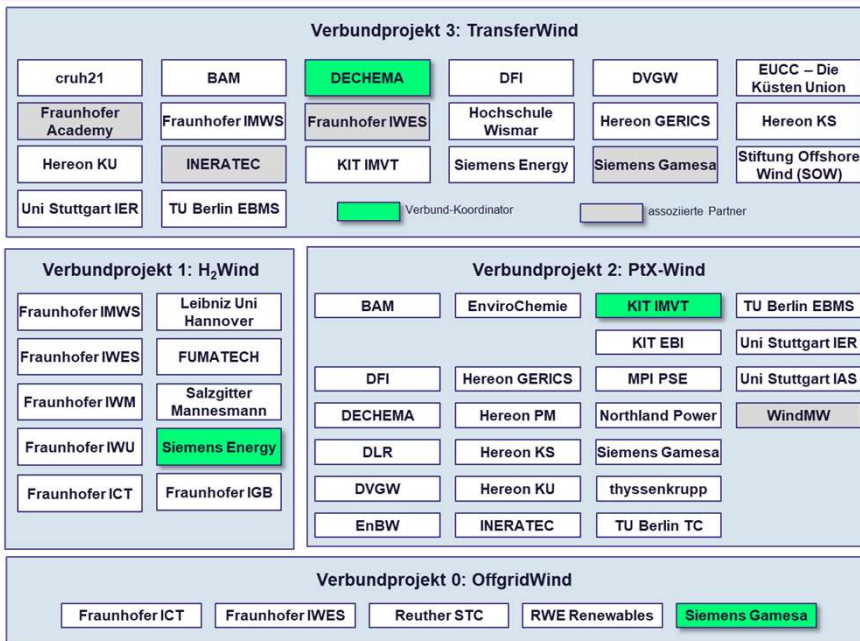 Verbundprojekt 3: TransferWind
cruh21
BAM
DECHEMA
DFI
DVGW
EUCC – Die
Küsten Union
Fraunhofer
Academy
Fraunhofer IMWS
Fraunhofer IWES
Hochschule
Wismar
Hereon GERICS
Hereon KS
Hereon KU
INERATEC
KIT IMVT
Siemens Energy
Siemens Gamesa
Stiftung Offshore
Wind (SOW)
Uni Stuttgart IER
TU Berlin EBMS
Verbund-Koordinator
assoziierte Partner
Verbundprojekt 1: H₂Wind
Fraunhofer IMWS
Leibniz Uni
Hannover
Fraunhofer IWES
FUMATECH
Fraunhofer IWM
Salzgitter
Mannesmann
Fraunhofer IWU
Siemens Energy
Fraunhofer ICT
Fraunhofer IGB
Verbundprojekt 2: PtX-Wind
BAM
EnviroChemie
KIT IMVT
TU Berlin EBMS
KIT EBI
Uni Stuttgart IER
DFI
Hereon GERICS
MPI PSE
Uni Stuttgart IAS
DECHEMA
Hereon PM
Northland Power
WindMW
DLR
Hereon KS
Siemens Gamesa
DVGW
Hereon KU
thyssenkrupp
EnBW
INERATEC
TU Berlin TC
Verbundprojekt 0: OffgridWind
Fraunhofer ICT
Fraunhofer IWES
Reuther STC
RWE Renewables
Siemens Gamesa